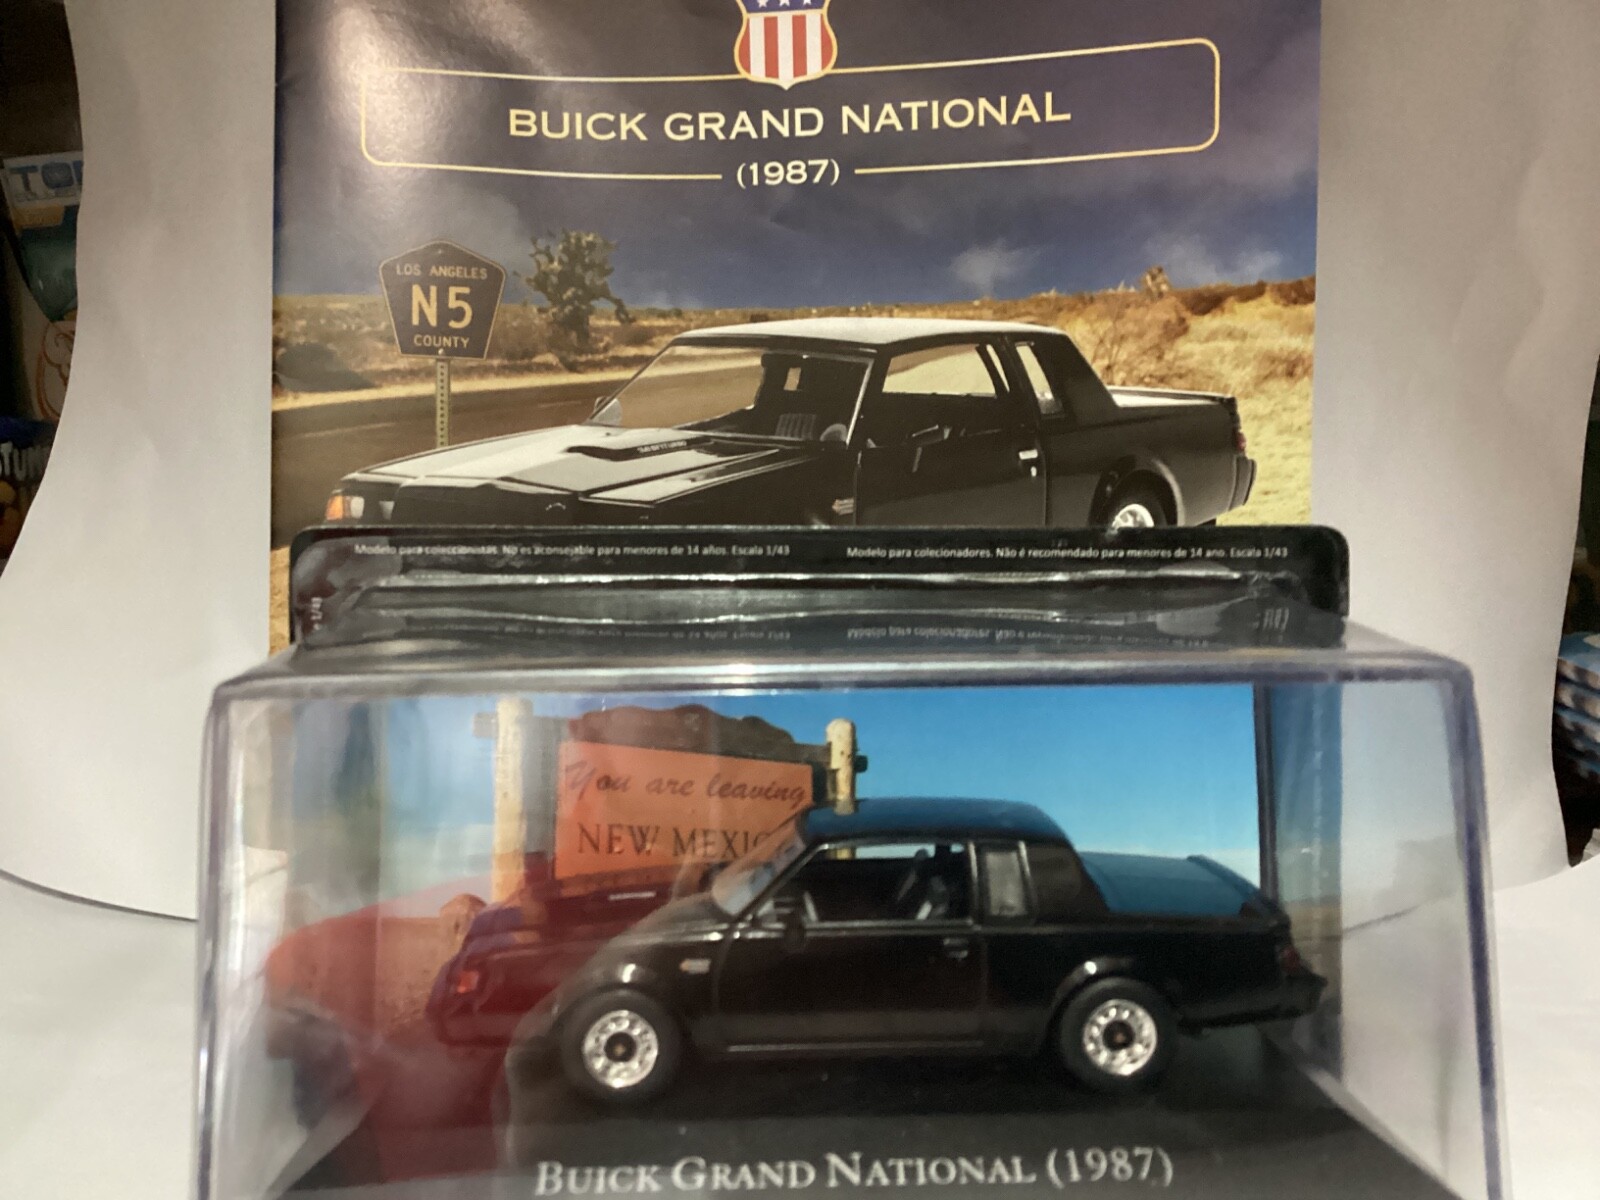 BUICK GRAND NATIONAL
(1987)
LOS ANGELES
N5
COUNTY
Modelo para coleccionistas. No es aconsejable para menores de 14 años. Escala 1/43
Modelo para colecionadores. Não é recomendado para menores de 14 ano. Escala 1/43
You are leaving
NEW MEXIC
BUICK GRAND NATIONAL (1987)